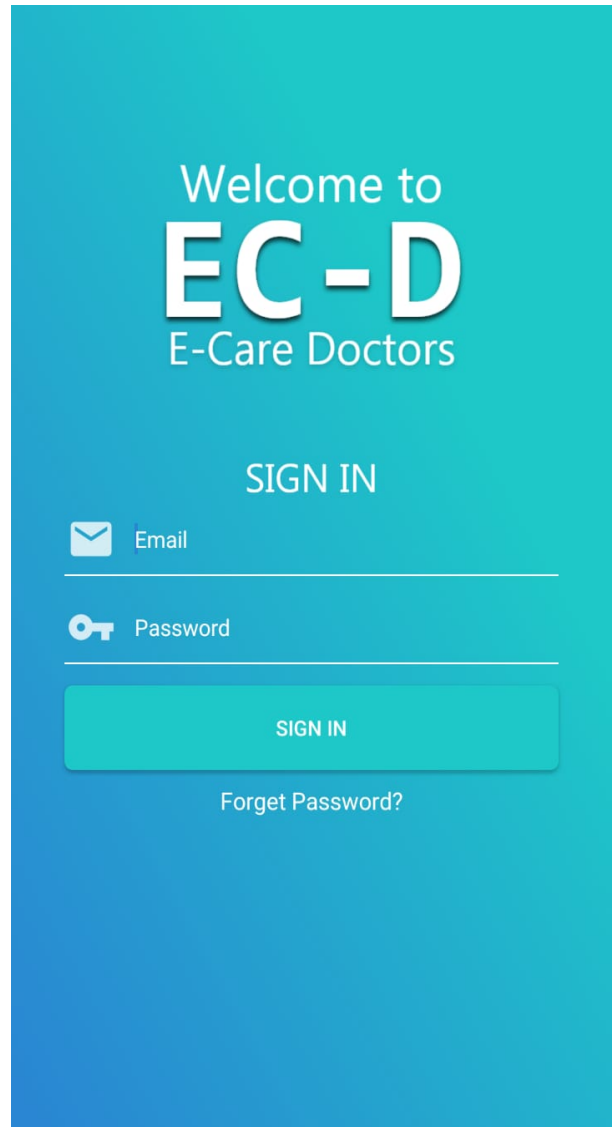 Welcome to
EC-D
E-Care Doctors
SIGN IN
Email
Password
SIGN IN
Forget Password?